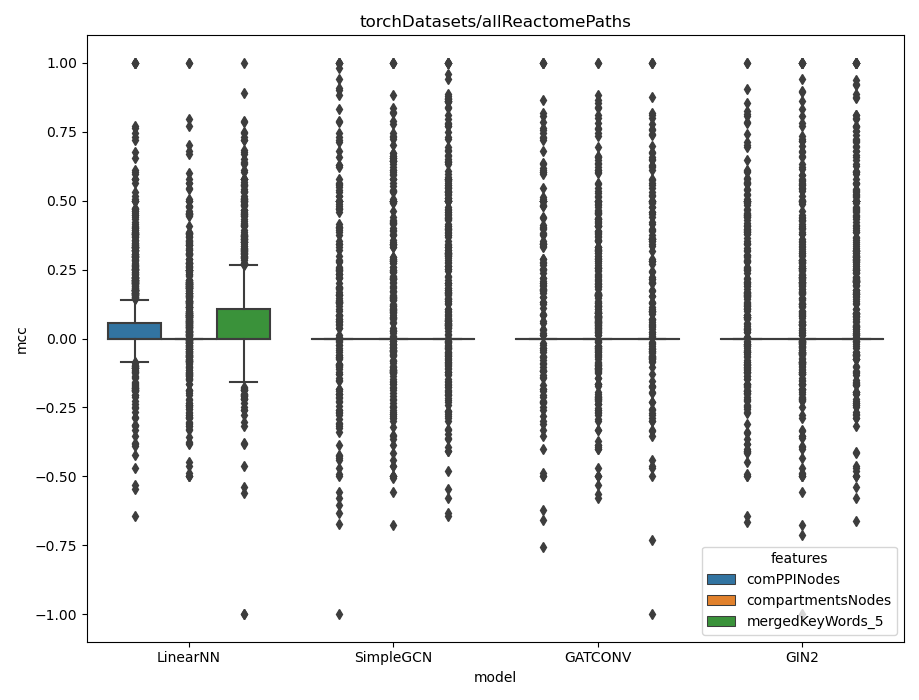 torchDatasets/allReactomePaths
1.00
0.75
0.50
0.25
0.00
−0.25
−0.50
−0.75
−1.00
mcc
features
comPPINodes
compartmentsNodes
mergedKeyWords_5
LinearNN SimpleGCN GATCONV GIN2
model